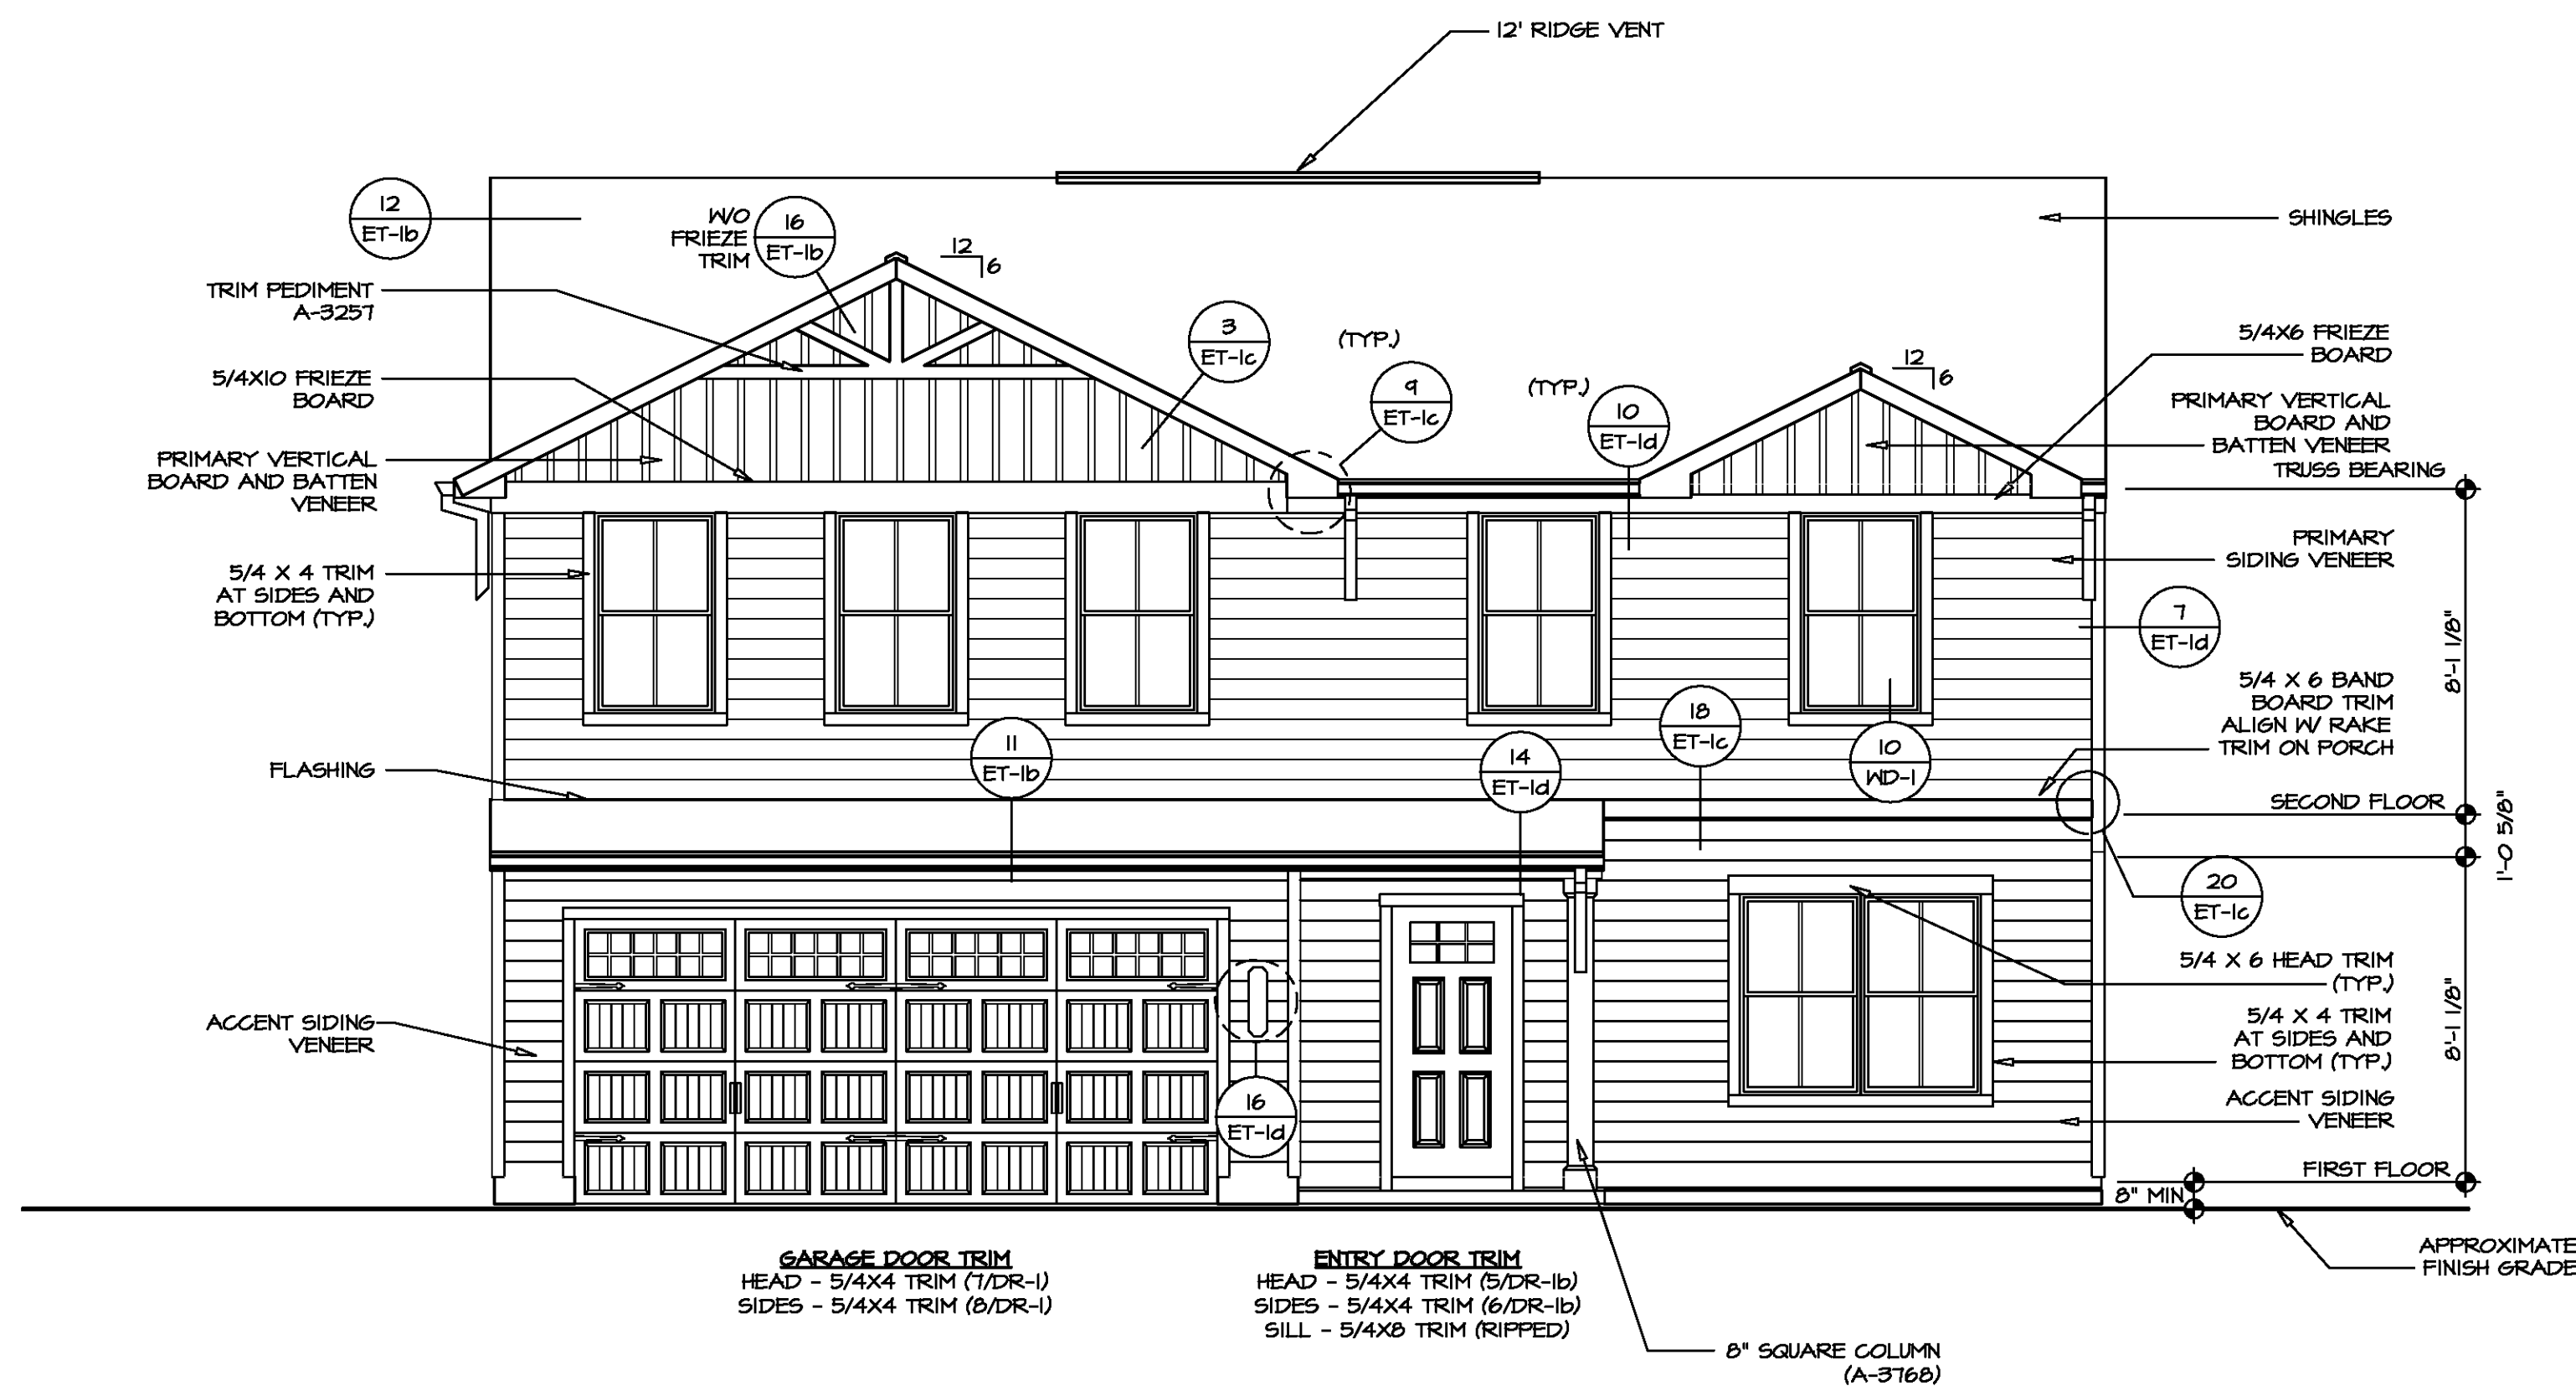 12' RIDGE VENT
12
ET-1b
W/O
FRIEZE
TRIM
16
ET-1b
12
6
SHINGLES
TRIM PEDIMENT
A-3257
3
ET-1c
(TYP.)
9
ET-1c
(TYP.)
10
ET-1d
12
6
5/4X6 FRIEZE
BOARD
5/4X10 FRIEZE
BOARD
PRIMARY VERTICAL
BOARD AND
BATTEN VENEER
PRIMARY VERTICAL
BOARD AND BATTEN
VENEER
TRUSS BEARING
PRIMARY
SIDING VENEER
5/4 X 4 TRIM
AT SIDES AND
BOTTOM (TYP.)
7
ET-1d
8'-1 1/8"
5/4 X 6 BAND
BOARD TRIM
ALIGN W/ RAKE
TRIM ON PORCH
FLASHING
11
ET-1b
14
ET-1d
18
ET-1c
10
WD-1
SECOND FLOOR
1'-0 5/8"
20
ET-1c
5/4 X 6 HEAD TRIM
(TYP.)
8'-1 1/8"
ACCENT SIDING
VENEER
5/4 X 4 TRIM
AT SIDES AND
BOTTOM (TYP.)
16
ET-1d
ACCENT SIDING
VENEER
FIRST FLOOR
8" MIN
APPROXIMATE
FINISH GRADE
GARAGE DOOR TRIM
HEAD - 5/4X4 TRIM (7/DR-1)
SIDES - 5/4X4 TRIM (8/DR-1)
ENTRY DOOR TRIM
HEAD - 5/4X4 TRIM (5/DR-1b)
SIDES - 5/4X4 TRIM (6/DR-1b)
SILL - 5/4X8 TRIM (RIPPED)
8" SQUARE COLUMN
(A-3768)